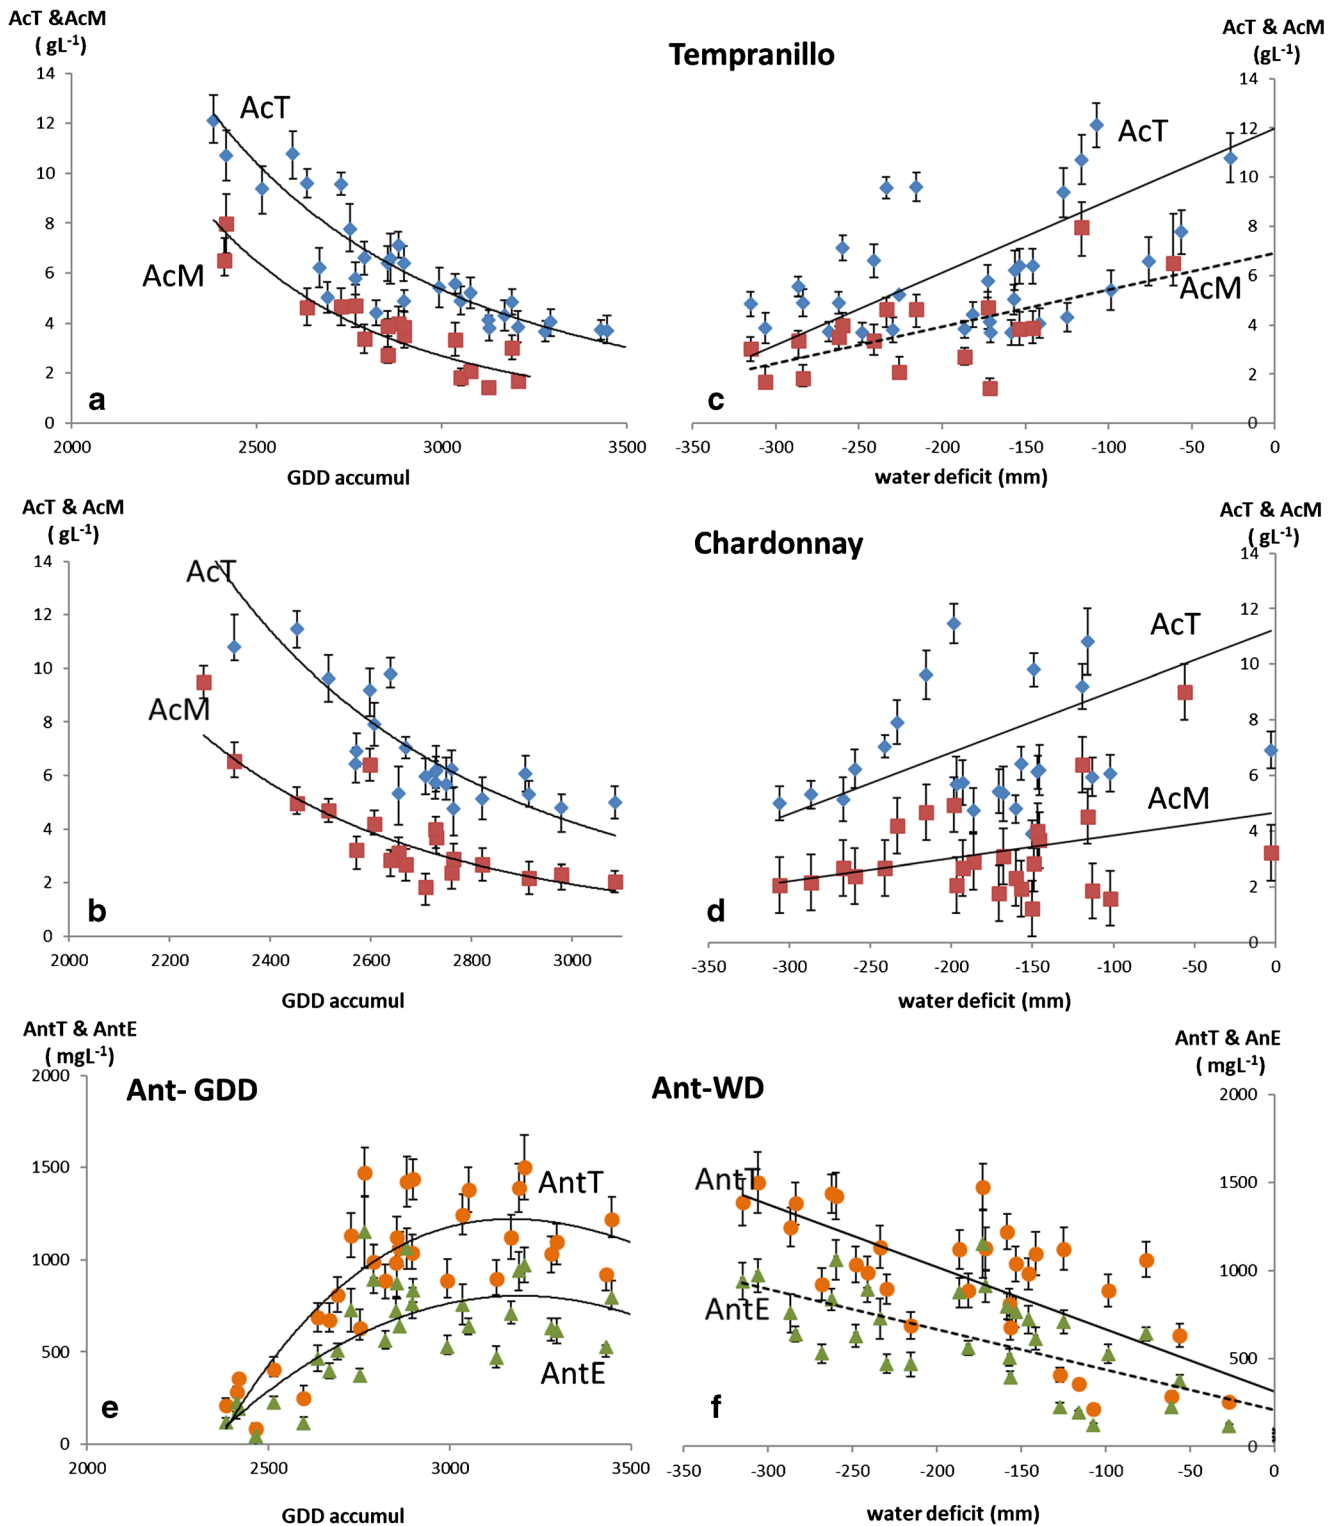 AcT &AcM
( gL-1)
14
12
10
8
6
4
2
0
AcT
AcM
a
2000
2500
3000
3500
GDD accumul
Tempranillo
AcT & AcM
(gL-1)
14
12
10
8
6
4
2
0
AcT
AcM
c
-350
-300
-250
-200
-150
-100
-50
0
water deficit (mm)
AcT & AcM
( gL-1)
14
12
10
8
6
4
2
0
AcT
AcM
b
2000
2200
2400
2600
2800
3000
GDD accumul
Chardonnay
AcT & AcM
( gL-1)
14
12
10
8
6
4
2
0
AcT
AcM
d
-350
-300
-250
-200
-150
-100
-50
0
water deficit (mm)
AntT & AntE
( mgL-1)
2000
1500
1000
500
0
Ant- GDD
AntT
AntE
e
2000
2500
3000
3500
GDD accumul
Ant-WD
AntT & AnE
( mgL-1)
2000
1500
1000
500
0
AntT
AntE
f
-350
-300
-250
-200
-150
-100
-50
0
water deficit (mm)